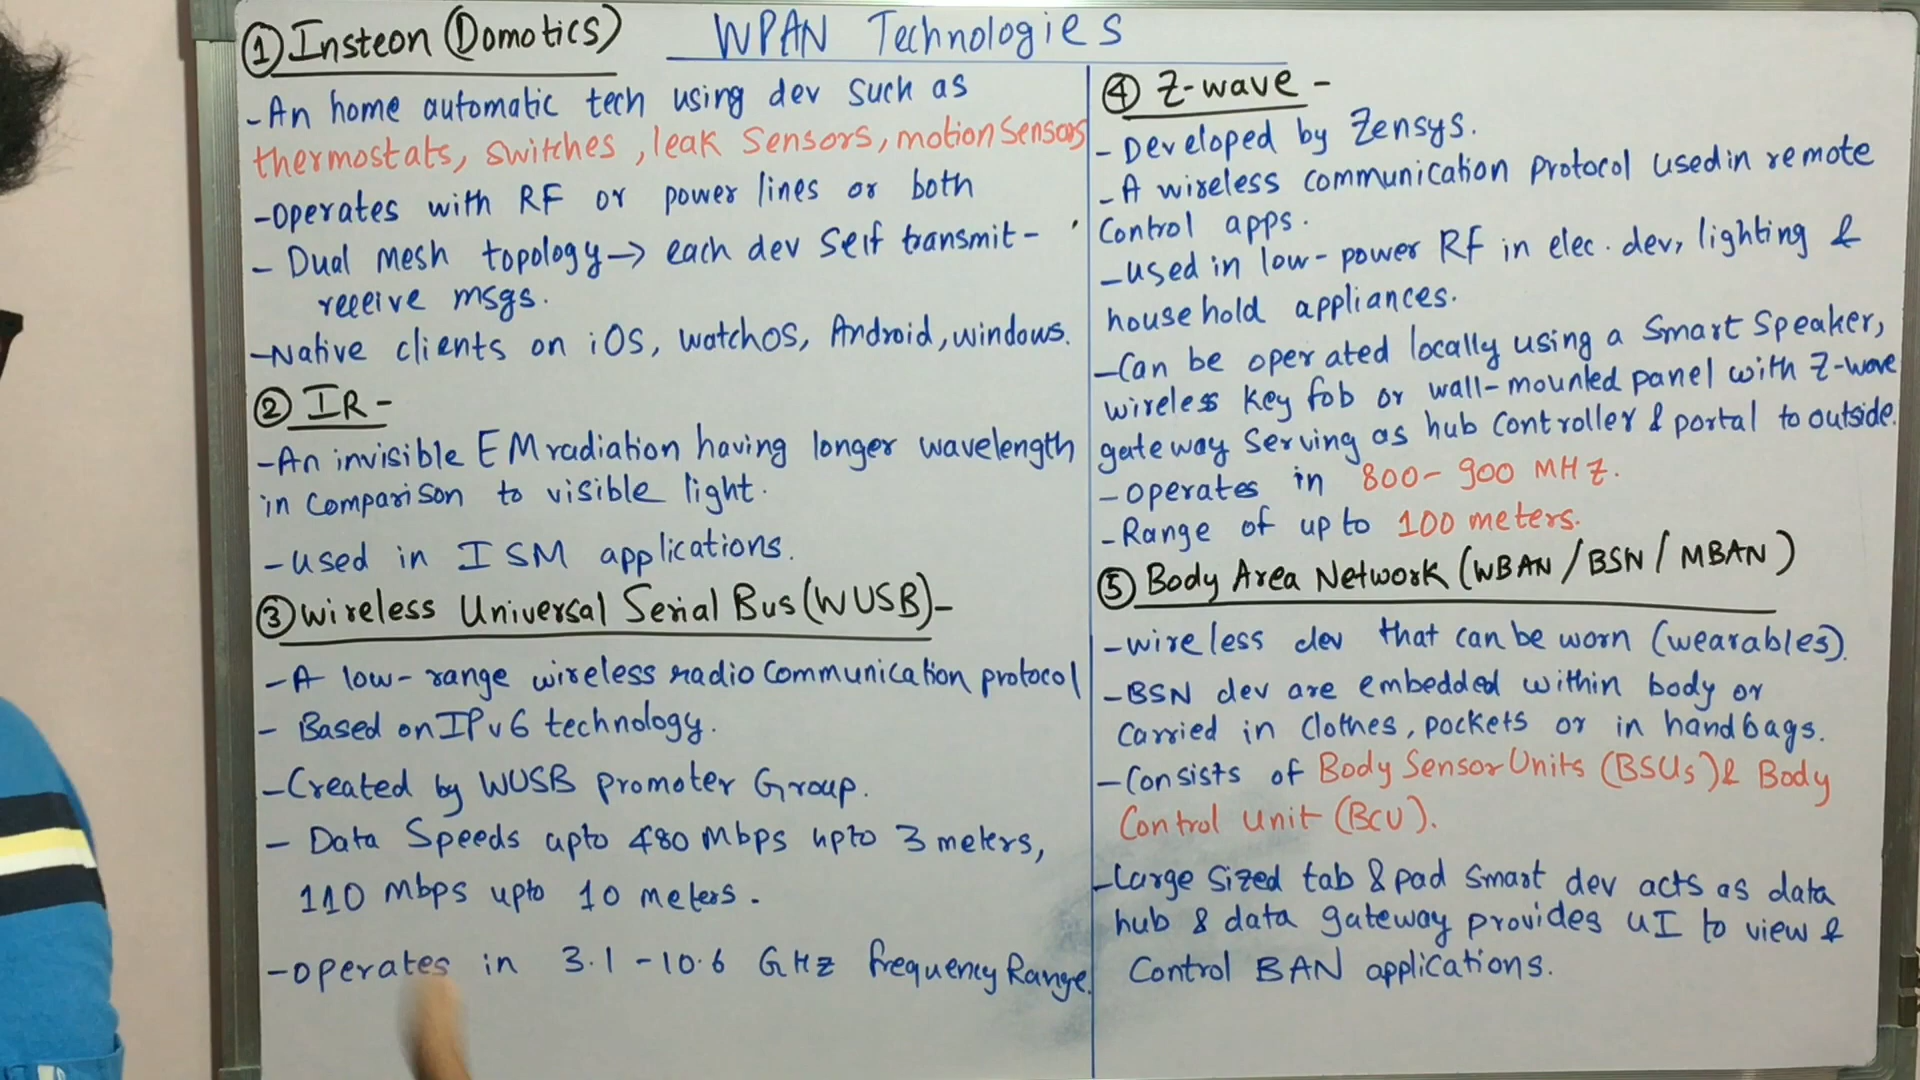 WPAN Technologies
① Insteon (Domotics)
-An home automatic tech using dev such as
thermostats, switches, leak sensors, motion sensors
-Operates with RF or power lines or both
- Dual mesh topology→ each dev self transmit-
receive msgs.
-Native clients on iOS, watchOS, Android, windows.
② IR-
-An invisible EM radiation having longer wavelength
in comparison to visible light.
-used in ISM applications.
③ Wireless Universal Serial Bus (WUSB)-
-A low-range wireless radio communication protocol
- Based on IPv6 technology.
-Created by WUSB promoter Group.
- Data Speeds upto 480 Mbps upto 3 meters,
110 Mbps upto 10 meters.
-operates in 3.1-10.6 GHz frequency Range.
④ Z-wave -
-Developed by Zensys.
-A wireless communication protocol used in remote
control apps.
-used in low-power RF in elec. dev, lighting &
household appliances.
-Can be operated locally using a Smart Speaker,
wireless key fob or wall-mounted panel with Z-wave
gateway serving as hub controller & portal to outside.
-operates in 800-900 MHZ.
-Range of up to 100 meters.
⑤ Body Area Network (WBAN/BSN/MBAN)
-wireless dev that can be worn (wearables).
-BSN dev are embedded within body or
carried in clothes, pockets or in handbags.
-Consists of Body Sensor Units (BSUs) & Body
Control Unit (BCU).
-Large sized tab & pad smart dev acts as data
hub & data gateway provides UI to view &
Control BAN applications.